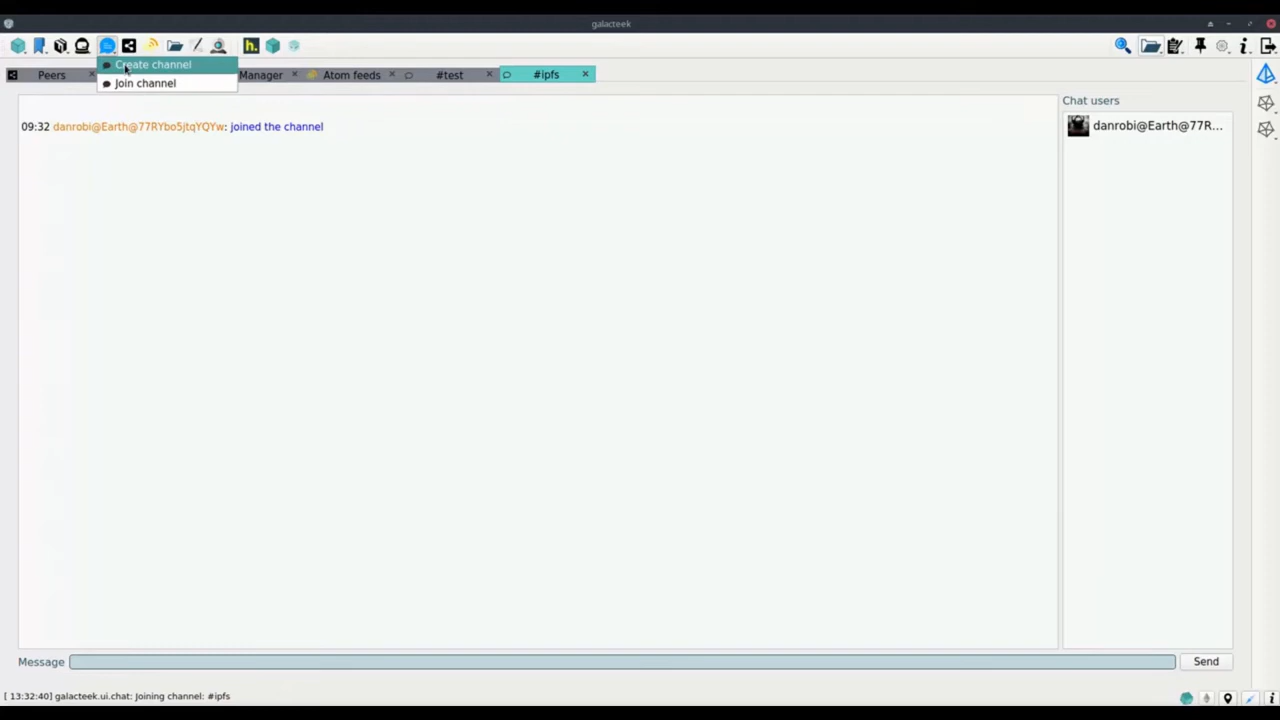 galacteek
h.
Create channel
Join channel
Peers
Manager
Atom feeds
#test
#ipfs
Chat users
09:32 danrobi@Earth@77RYbo5jtqYQYw: joined the channel
danrobi@Earth@77R...
Message
Send
[ 13:32:40] galacteek.ui.chat: Joining channel: #ipfs